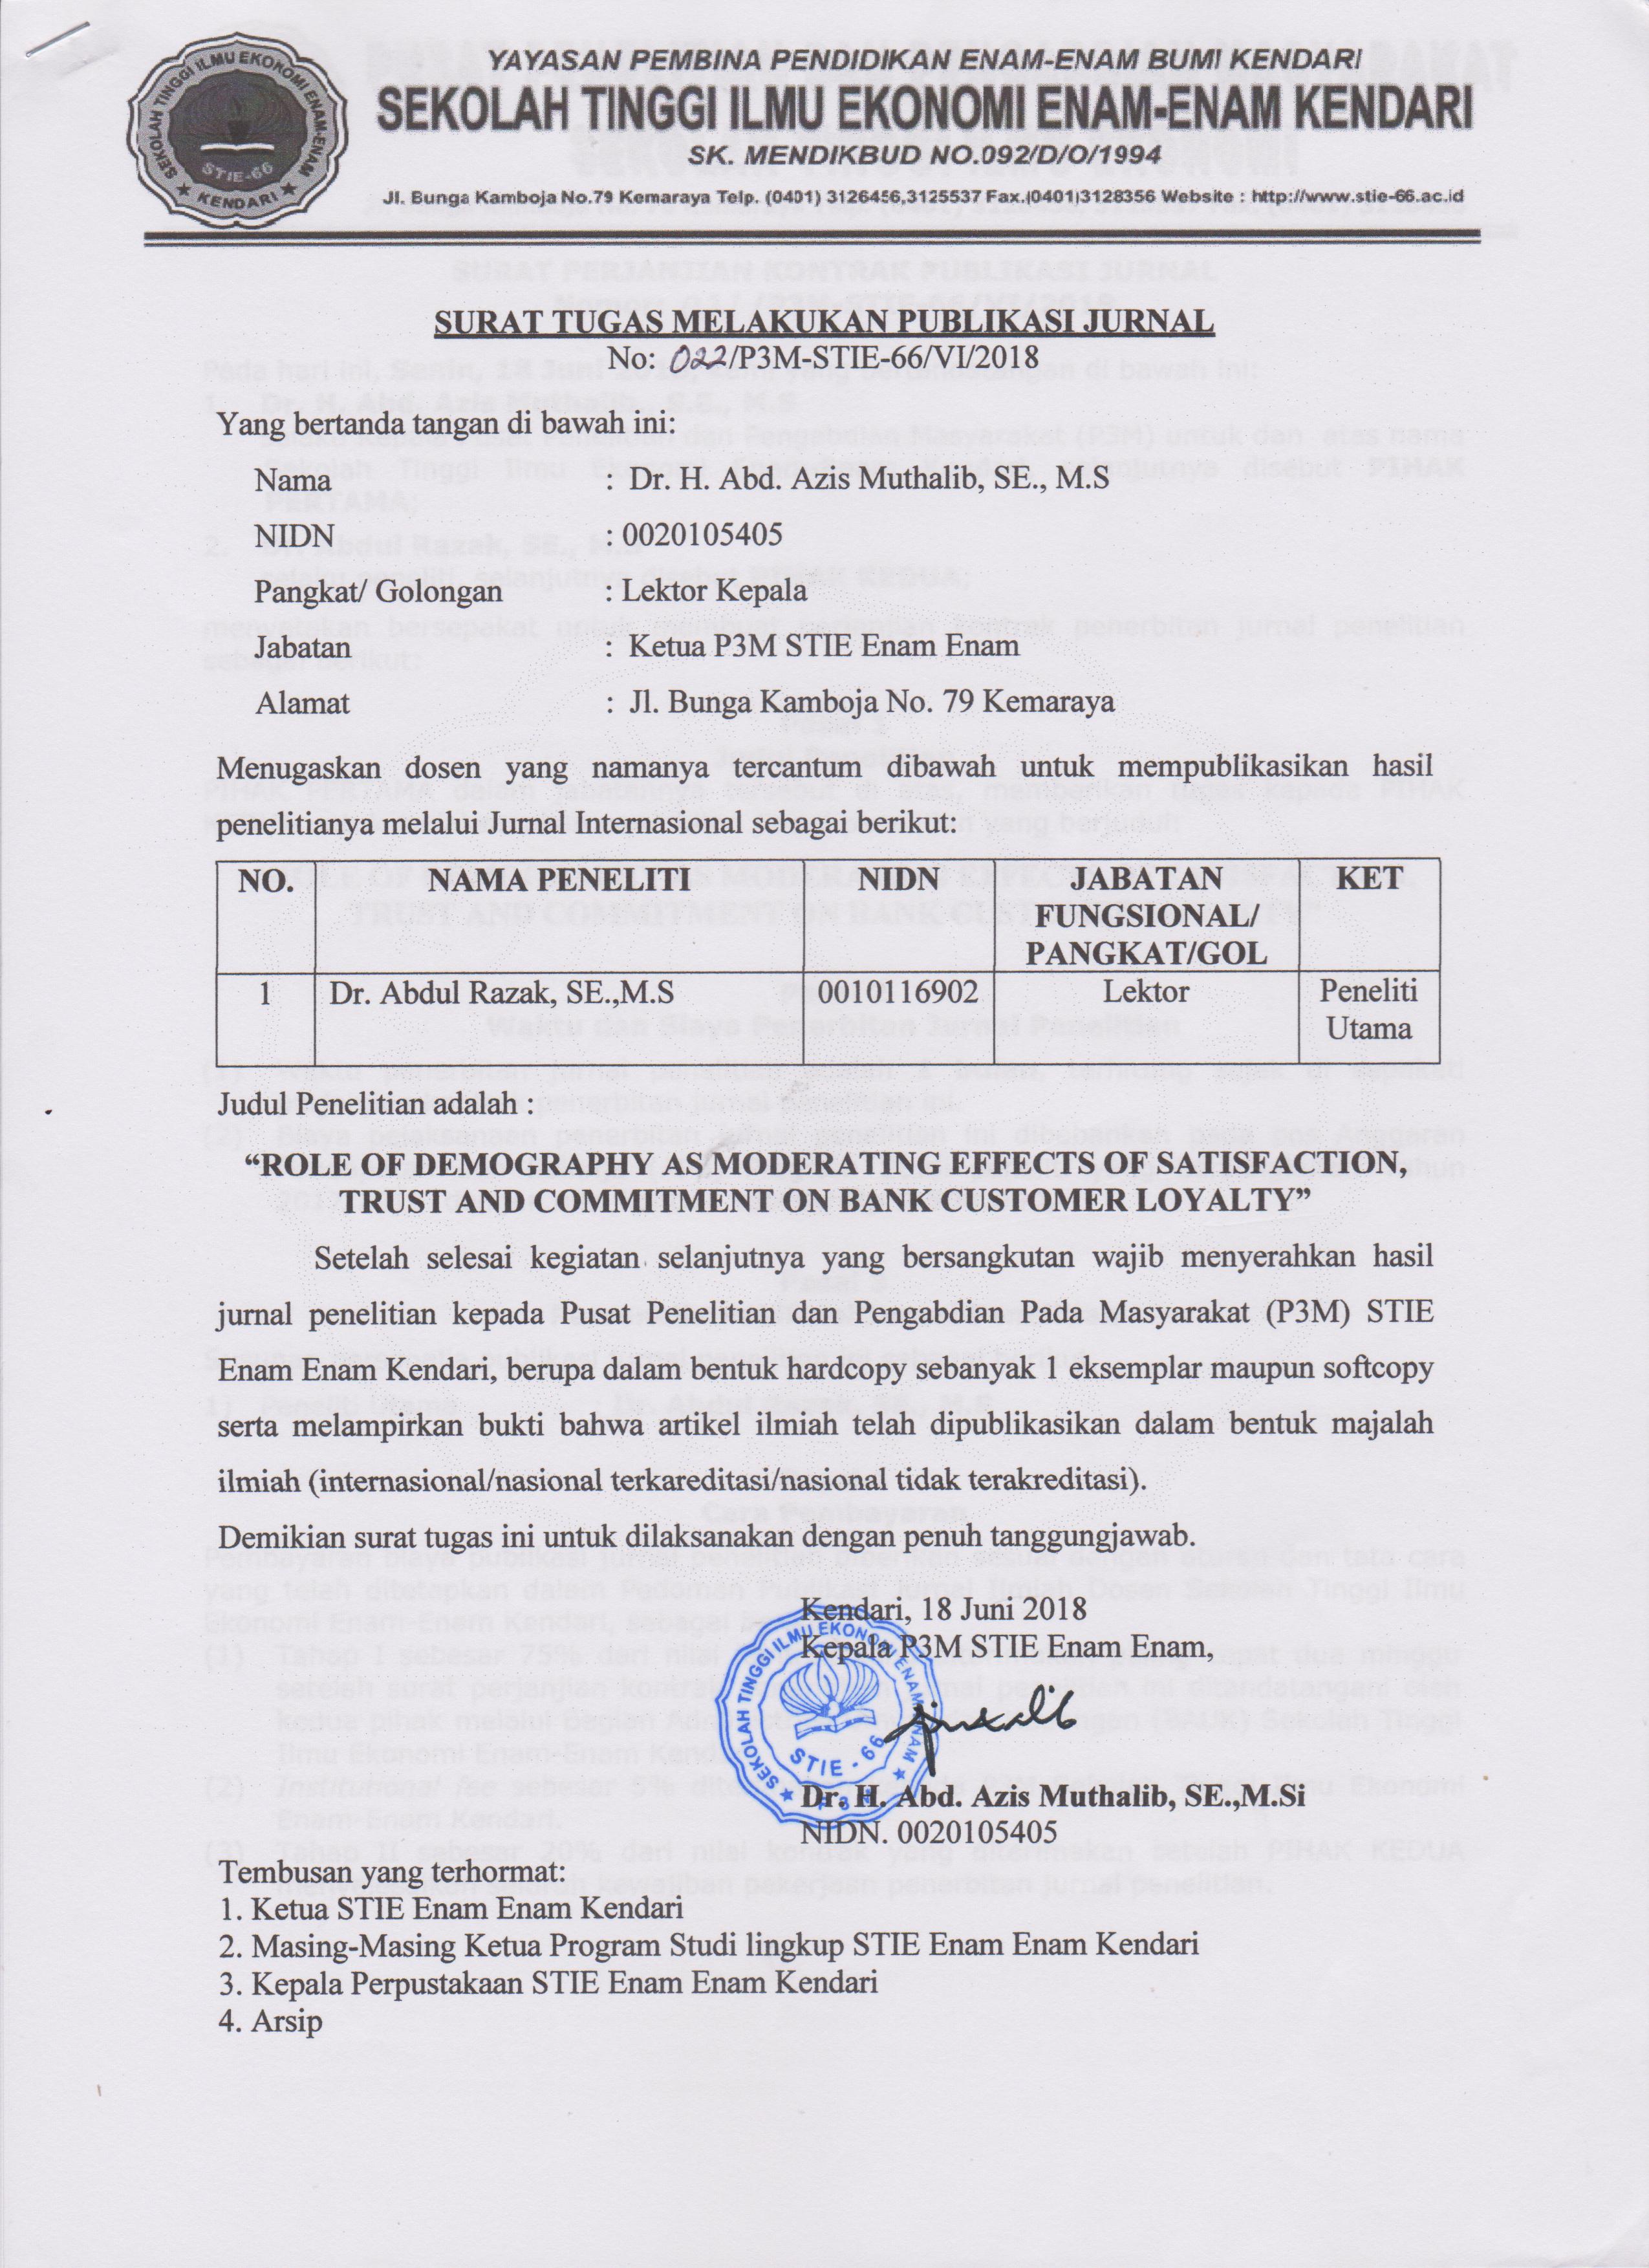 YAYASAN PEMBINA PENDIDIKAN ENAM-ENAM BUMI KENDARI
SEKOLAH TINGGI ILMU EKONOMI ENAM-ENAM KENDARI
SK. MENDIKBUD NO.092/D/O/1994
Jl. Bunga Kamboja No.79 Kemaraya Telp. (0401) 3126456,3125537 Fax.(0401)3128356 Website : http://www.stie-66.ac.id
SEKOLAH TINGGI ILMU EKONOMI ENAM-ENAM
STIE-66
KENDARI
SURAT TUGAS MELAKUKAN PUBLIKASI JURNAL
No: 022/P3M-STIE-66/VI/2018
Yang bertanda tangan di bawah ini:
Nama : Dr. H. Abd. Azis Muthalib, SE., M.S
NIDN : 0020105405
Pangkat/ Golongan : Lektor Kepala
Jabatan : Ketua P3M STIE Enam Enam
Alamat : Jl. Bunga Kamboja No. 79 Kemaraya
Menugaskan dosen yang namanya tercantum dibawah untuk mempublikasikan hasil
penelitianya melalui Jurnal Internasional sebagai berikut:
NO. NAMA PENELITI NIDN JABATAN FUNGSIONAL/ PANGKAT/GOL KET
1 Dr. Abdul Razak, SE.,M.S 0010116902 Lektor Peneliti Utama
Judul Penelitian adalah :
“ROLE OF DEMOGRAPHY AS MODERATING EFFECTS OF SATISFACTION,
TRUST AND COMMITMENT ON BANK CUSTOMER LOYALTY”
Setelah selesai kegiatan selanjutnya yang bersangkutan wajib menyerahkan hasil
jurnal penelitian kepada Pusat Penelitian dan Pengabdian Pada Masyarakat (P3M) STIE
Enam Enam Kendari, berupa dalam bentuk hardcopy sebanyak 1 eksemplar maupun softcopy
serta melampirkan bukti bahwa artikel ilmiah telah dipublikasikan dalam bentuk majalah
ilmiah (internasional/nasional terkareditasi/nasional tidak terakreditasi).
Demikian surat tugas ini untuk dilaksanakan dengan penuh tanggungjawab.
Kendari, 18 Juni 2018
Kepala P3M STIE Enam Enam,
SEKOLAH TINGGI ILMU EKONOMI ENAM ENAM
STIE - 66
Dr. H. Abd. Azis Muthalib, SE.,M.Si
NIDN. 0020105405
Tembusan yang terhormat:
1. Ketua STIE Enam Enam Kendari
2. Masing-Masing Ketua Program Studi lingkup STIE Enam Enam Kendari
3. Kepala Perpustakaan STIE Enam Enam Kendari
4. Arsip